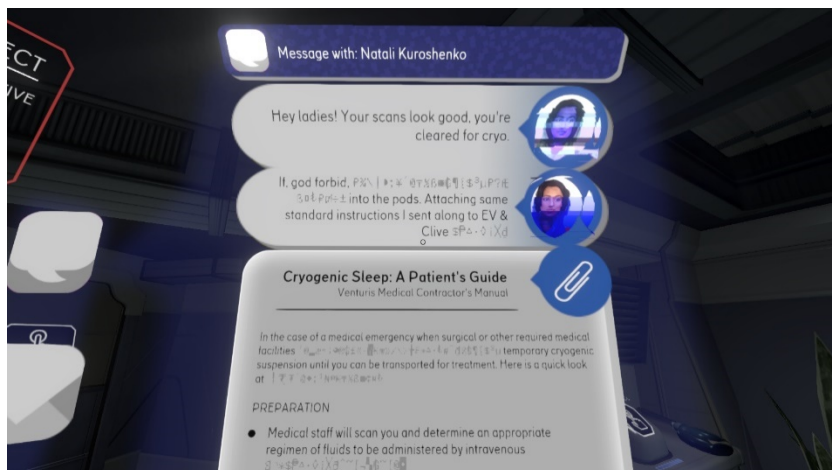 ECT
IVE
Message with: Natali Kuroshenko
Hey ladies! Your scans look good, you're
cleared for cryo.
If, god forbid,
into the pods. Attaching same
standard instructions I sent along to EV &
Clive
Cryogenic Sleep: A Patient's Guide
Venturis Medical Contractor's Manual
In the case of a medical emergency when surgical or other required medical
facilities temporary cryogenic
suspension until you can be transported for treatment. Here is a quick look
at
PREPARATION
● Medical staff will scan you and determine an appropriate
regimen of fluids to be administered by intravenous